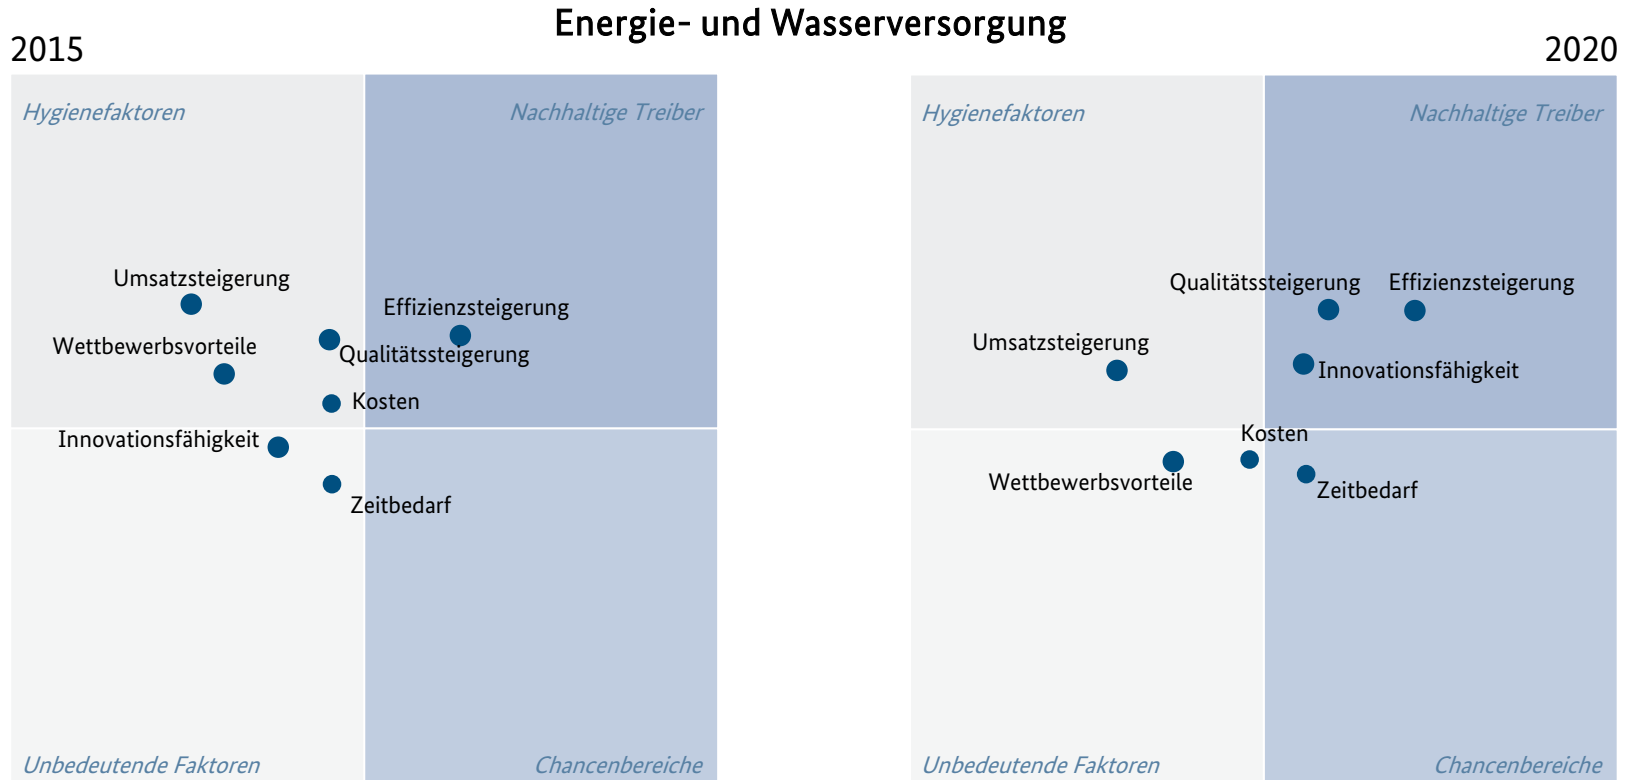 Energie- und Wasserversorgung
2015
2020
Hygienefaktoren
Nachhaltige Treiber
Umsatzsteigerung
Effizienzsteigerung
Wettbewerbsvorteile
Qualitätssteigerung
Kosten
Innovationsfähigkeit
Zeitbedarf
Unbedeutende Faktoren
Chancenbereiche
Hygienefaktoren
Nachhaltige Treiber
Qualitätssteigerung
Effizienzsteigerung
Umsatzsteigerung
Innovationsfähigkeit
Kosten
Wettbewerbsvorteile
Zeitbedarf
Unbedeutende Faktoren
Chancenbereiche